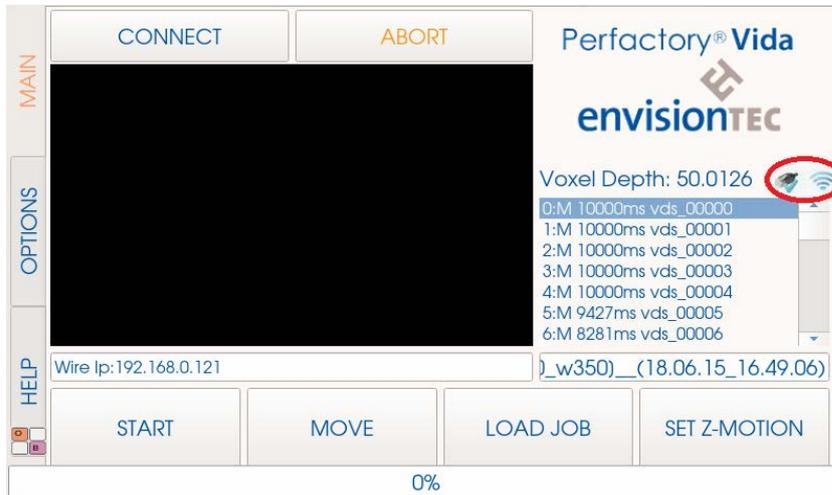 MAIN
OPTIONS
HELP
CONNECT
ABORT
Perfactory® Vida
envisionTEC
Voxel Depth: 50.0126
0:M 10000ms vds_00000
1:M 10000ms vds_00001
2:M 10000ms vds_00002
3:M 10000ms vds_00003
4:M 10000ms vds_00004
5:M 9427ms vds_00005
6:M 8281ms vds_00006
Wire Ip:192.168.0.121
)_w350)__(18.06.15_16.49.06)
START
MOVE
LOAD JOB
SET Z-MOTION
0%